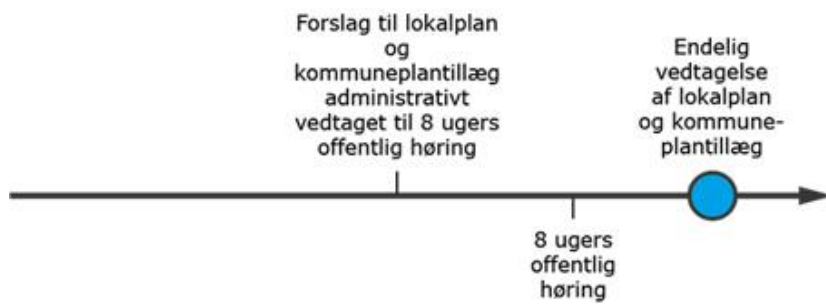 Forslag til lokalplan
og
kommuneplantillæg
administrativt
vedtaget til 8 ugers
offentlig høring
8 ugers
offentlig
høring
Endelig
vedtagelse
af lokalplan
og kommune-
plantillæg